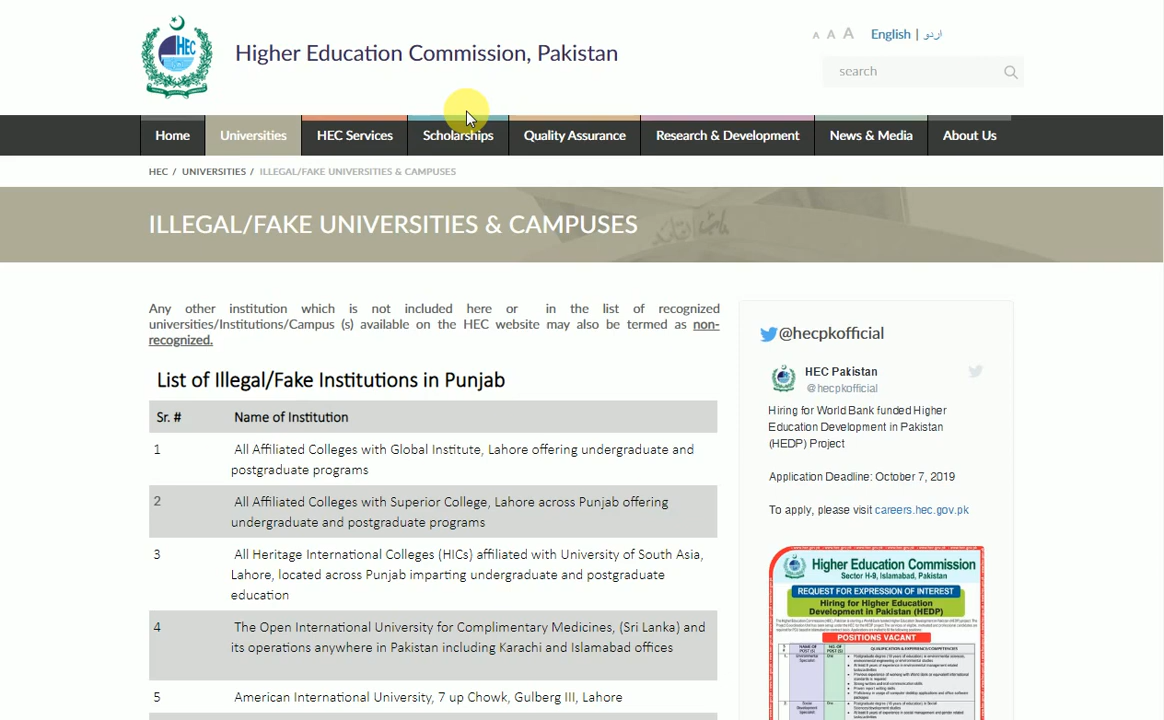 HEC
Higher Education Commission, Pakistan
A A A English | اردو
search
Home Universities HEC Services Scholarships Quality Assurance Research & Development News & Media About Us
HEC / UNIVERSITIES / ILLEGAL/FAKE UNIVERSITIES & CAMPUSES
ILLEGAL/FAKE UNIVERSITIES & CAMPUSES
Any other institution which is not included here or in the list of recognized
universities/Institutions/Campus (s) available on the HEC website may also be termed as non-
recognized.
List of Illegal/Fake Institutions in Punjab
Sr. # Name of Institution
1 All Affiliated Colleges with Global Institute, Lahore offering undergraduate and
postgraduate programs
2 All Affiliated Colleges with Superior College, Lahore across Punjab offering
undergraduate and postgraduate programs
3 All Heritage International Colleges (HICs) affiliated with University of South Asia,
Lahore, located across Punjab imparting undergraduate and postgraduate
education
4 The Open International University for Complimentary Medicines, (Sri Lanka) and
its operations anywhere in Pakistan including Karachi and Islamabad offices
5 American International University, 7 up Chowk, Gulberg III, Lahore
@hecpkofficial
HEC Pakistan
@hecpkofficial
Hiring for World Bank funded Higher
Education Development in Pakistan
(HEDP) Project
Application Deadline: October 7, 2019
To apply, please visit careers.hec.gov.pk
Higher Education Commission
Sector H-9, Islamabad, Pakistan
REQUEST FOR EXPRESSION OF INTEREST
Hiring for Higher Education
Development in Pakistan (HEDP)
POSITIONS VACANT